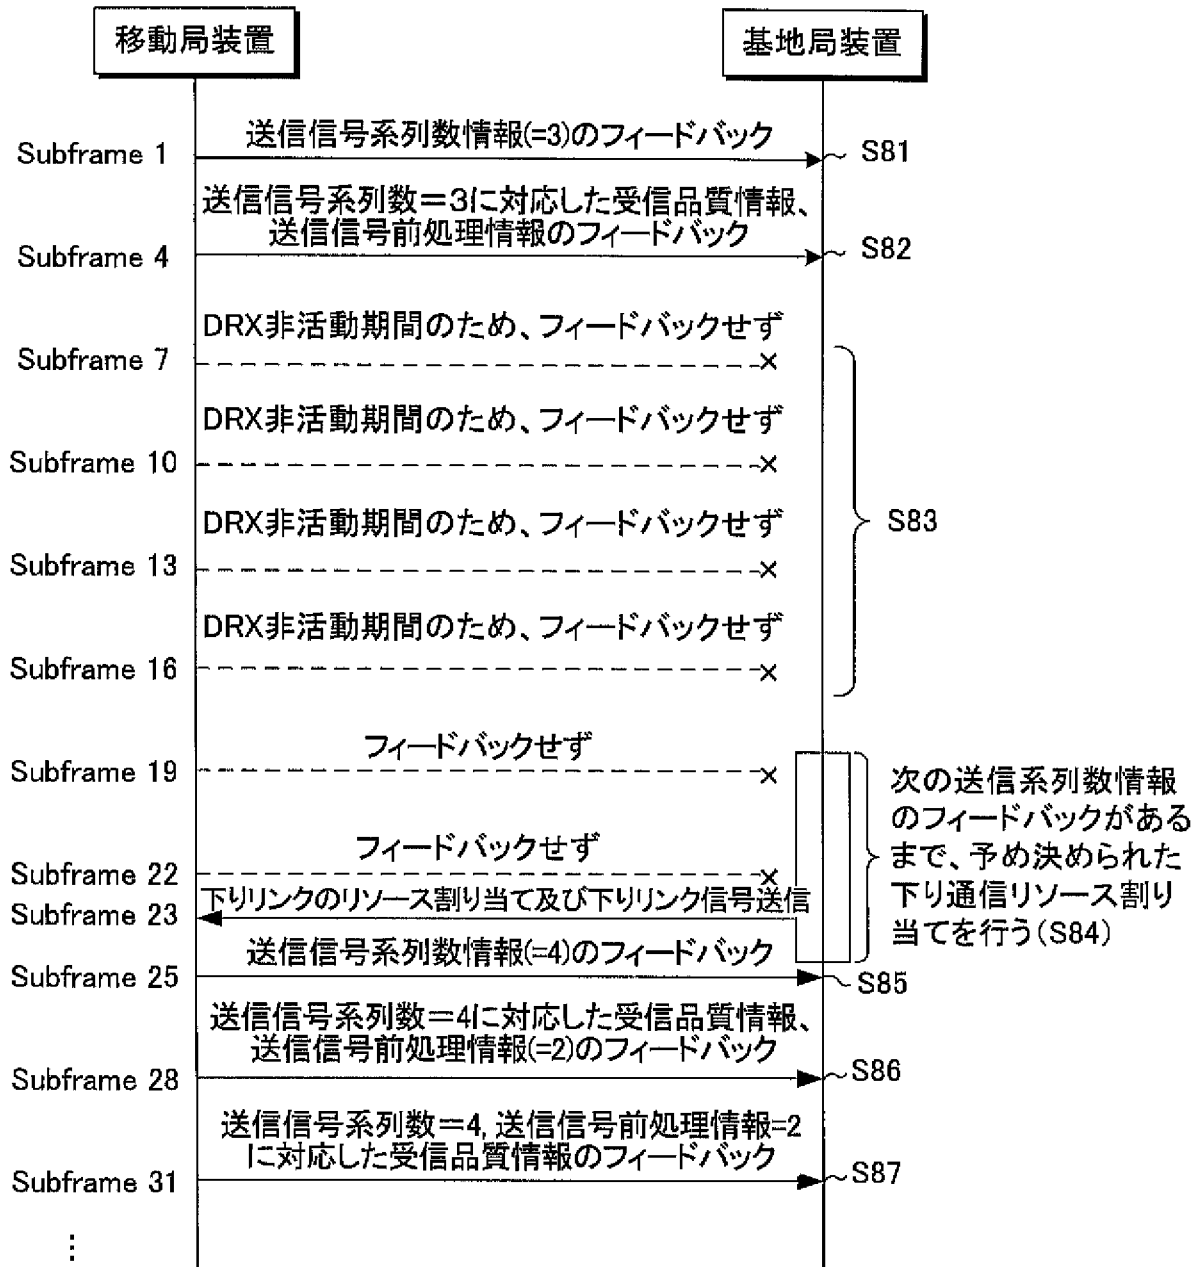 移動局装置
基地局装置
送信信号系列数情報(=3)のフィードバック
Subframe 1
S81
送信信号系列数=3に対応した受信品質情報、
送信信号前処理情報のフィードバック
Subframe 4
S82
DRX非活動期間のため、フィードバックせず
Subframe 7
DRX非活動期間のため、フィードバックせず
Subframe 10
DRX非活動期間のため、フィードバックせず
S83
Subframe 13
DRX非活動期間のため、フィードバックせず
Subframe 16
フィードバックせず
Subframe 19
次の送信系列数情報
のフィードバックがある
まで、予め決められた
下り通信リソース割り
当てを行う(S84)
フィードバックせず
Subframe 22
下りリンクのリソース割り当て及び下りリンク信号送信
Subframe 23
送信信号系列数情報(=4)のフィードバック
Subframe 25
S85
送信信号系列数=4に対応した受信品質情報、
送信信号前処理情報(=2)のフィードバック
Subframe 28
S86
送信信号系列数=4, 送信信号前処理情報=2
に対応した受信品質情報のフィードバック
Subframe 31
S87
⋮